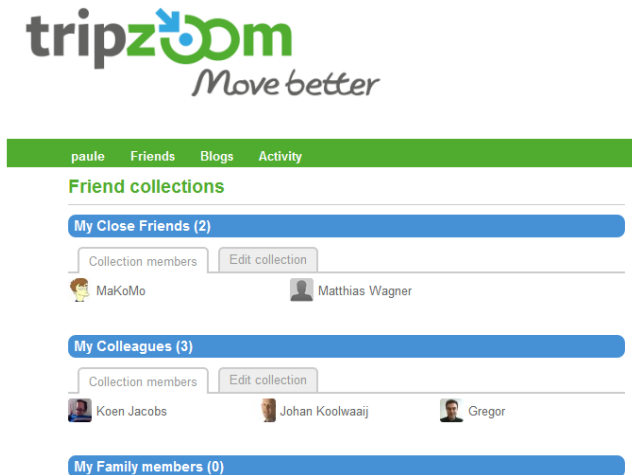 tripzoom
Move better
paule Friends Blogs Activity
Friend collections
My Close Friends (2)
Collection members Edit collection
MaKoMo Matthias Wagner
My Colleagues (3)
Collection members Edit collection
Koen Jacobs Johan Koolwaaij Gregor
My Family members (0)